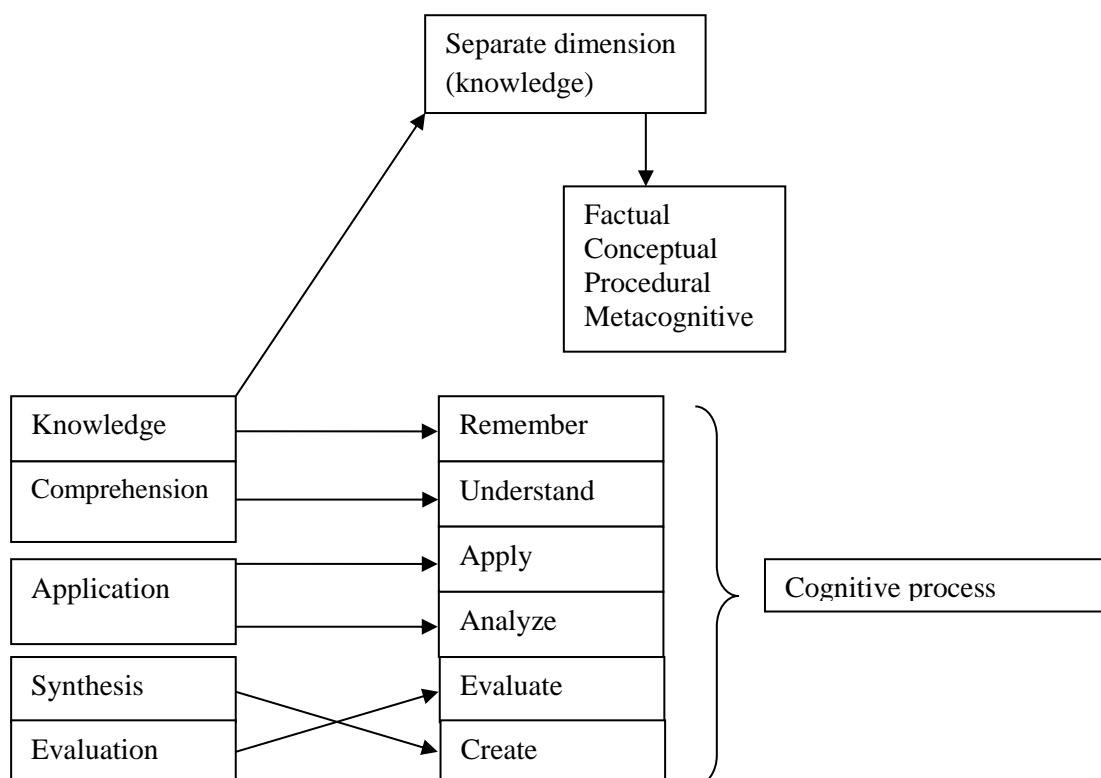 Separate dimension
(knowledge)
Factual
Conceptual
Procedural
Metacognitive
Knowledge
Remember
Comprehension
Understand
Application
Apply
Analyze
Cognitive process
Synthesis
Evaluate
Evaluation
Create